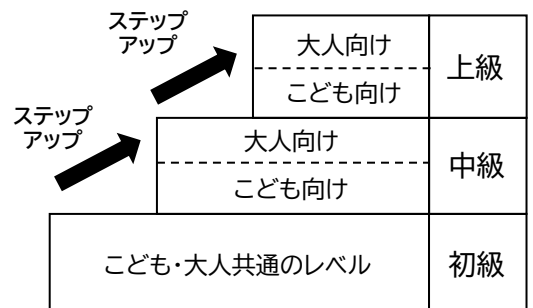 ステップ
アップ
大人向け
上級
こども向け
ステップ
アップ
大人向け
中級
こども向け
こども・大人共通のレベル
初級